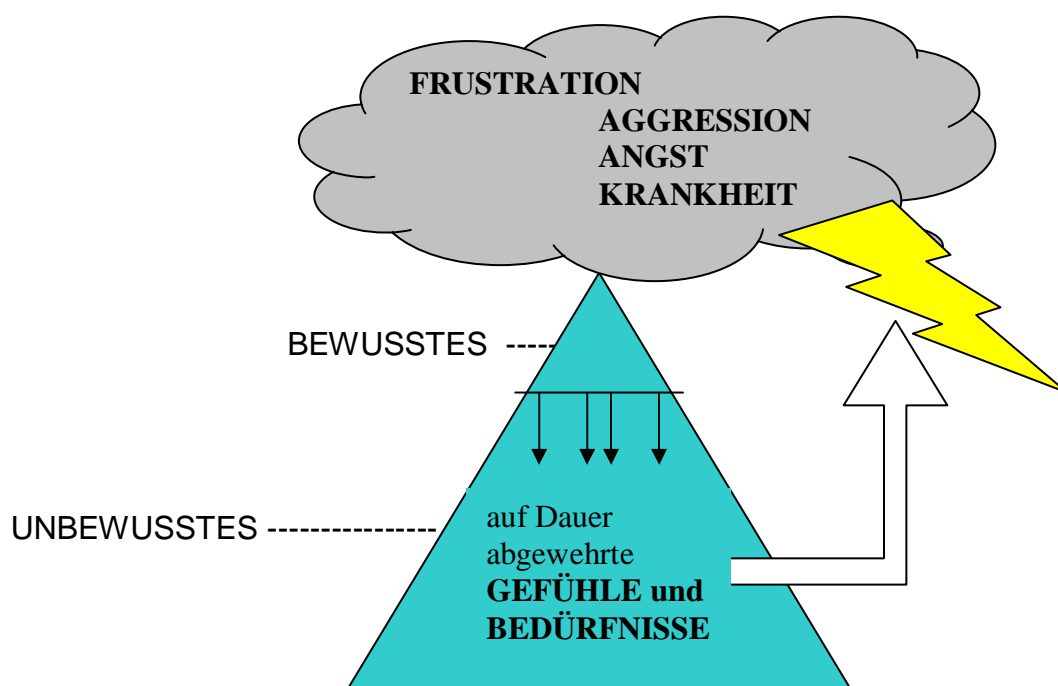 FRUSTRATION
AGGRESSION
ANGST
KRANKHEIT
BEWUSSTES -----
UNBEWUSSTES ----------------
auf Dauer
abgewehrte
GEFÜHLE und
BEDÜRFNISSE